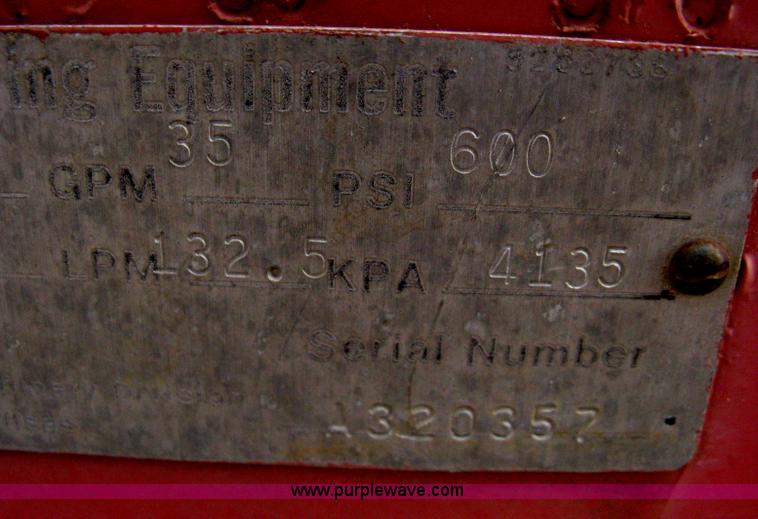 ing Equipment
GPM 35 PSI 600
LPM 132.5 KPA 4135
Serial Number
A320357
www.purplewave.com